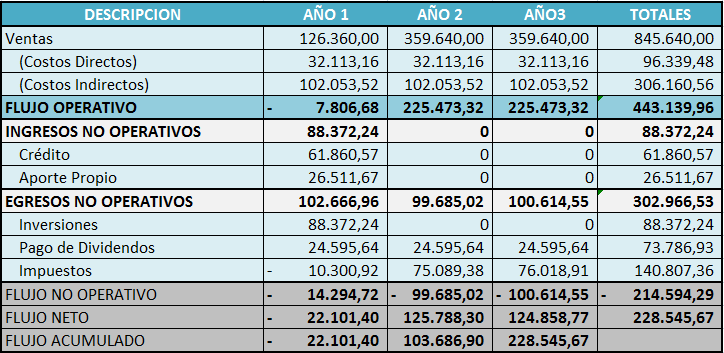 DESCRIPCION AÑO 1 AÑO 2 AÑO3 TOTALES
Ventas 126.360,00 359.640,00 359.640,00 845.640,00
(Costos Directos) 32.113,16 32.113,16 32.113,16 96.339,48
(Costos Indirectos) 102.053,52 102.053,52 102.053,52 306.160,56
FLUJO OPERATIVO - 7.806,68 225.473,32 225.473,32 443.139,96
INGRESOS NO OPERATIVOS 88.372,24 0 0 88.372,24
Crédito 61.860,57 0 0 61.860,57
Aporte Propio 26.511,67 0 0 26.511,67
EGRESOS NO OPERATIVOS 102.666,96 99.685,02 100.614,55 302.966,53
Inversiones 88.372,24 0 0 88.372,24
Pago de Dividendos 24.595,64 24.595,64 24.595,64 73.786,93
Impuestos - 10.300,92 75.089,38 76.018,91 140.807,36
FLUJO NO OPERATIVO - 14.294,72 - 99.685,02 - 100.614,55 - 214.594,29
FLUJO NETO - 22.101,40 125.788,30 124.858,77 228.545,67
FLUJO ACUMULADO - 22.101,40 103.686,90 228.545,67